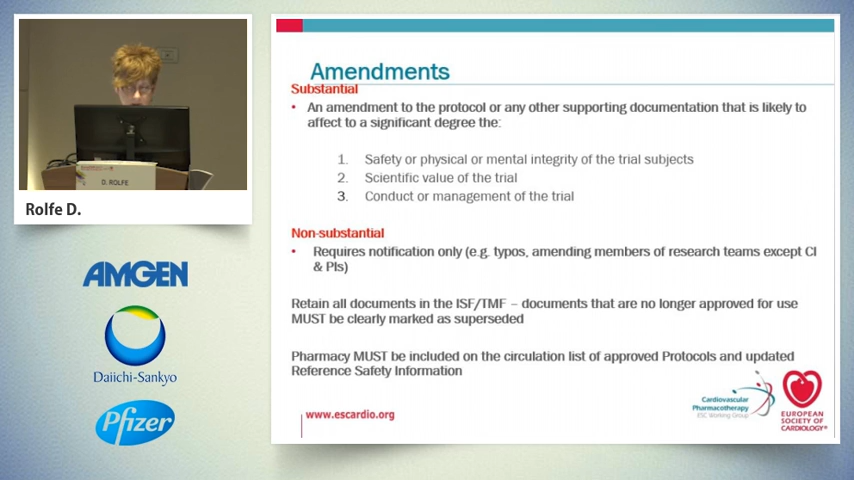 D. ROLFE
Rolfe D.
AMGEN
Daiichi-Sankyo
Pfizer
Amendments
Substantial
• An amendment to the protocol or any other supporting documentation that is likely to
affect to a significant degree the:
1. Safety or physical or mental integrity of the trial subjects
2. Scientific value of the trial
3. Conduct or management of the trial
Non-substantial
• Requires notification only (e.g. typos, amending members of research teams except CI
& PIs)
Retain all documents in the ISF/TMF – documents that are no longer approved for use
MUST be clearly marked as superseded
Pharmacy MUST be included on the circulation list of approved Protocols and updated
Reference Safety Information
www.escardio.org
Cardiovascular
Pharmacotherapy
ESC Working Group
EUROPEAN
SOCIETY OF
CARDIOLOGY®